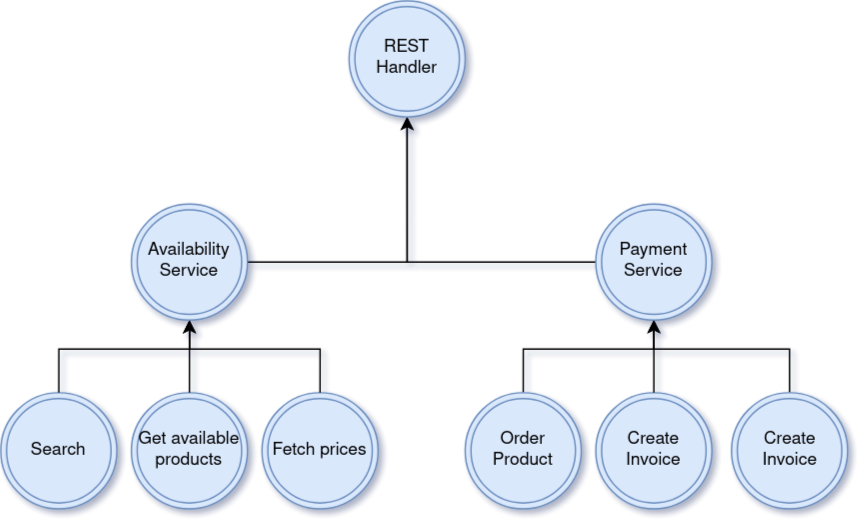 REST
Handler
Availability
Service
Payment
Service
Search
Get available
products
Fetch prices
Order
Product
Create
Invoice
Create
Invoice